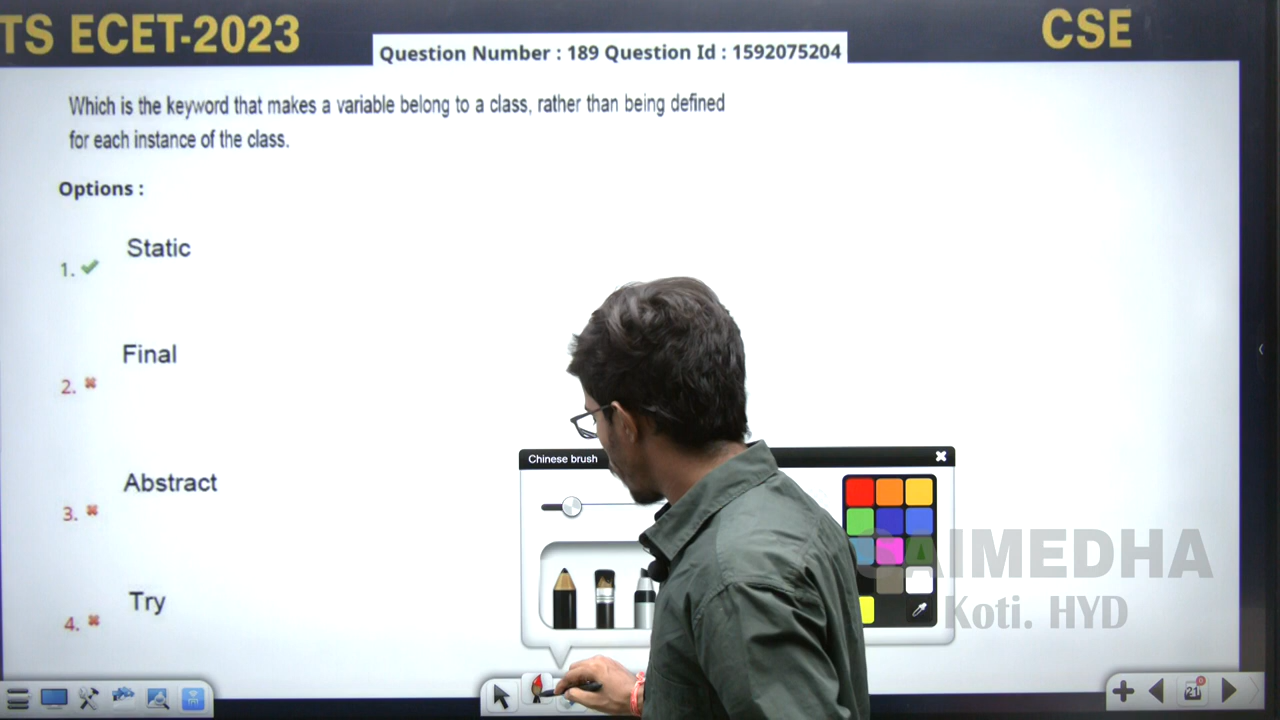 TS ECET-2023
CSE
Question Number : 189 Question Id : 1592075204
Which is the keyword that makes a variable belong to a class, rather than being defined
for each instance of the class.
Options :
1. Static
2. Final
3. Abstract
4. Try
Chinese brush
SAIMEDHA
Koti. HYD
21